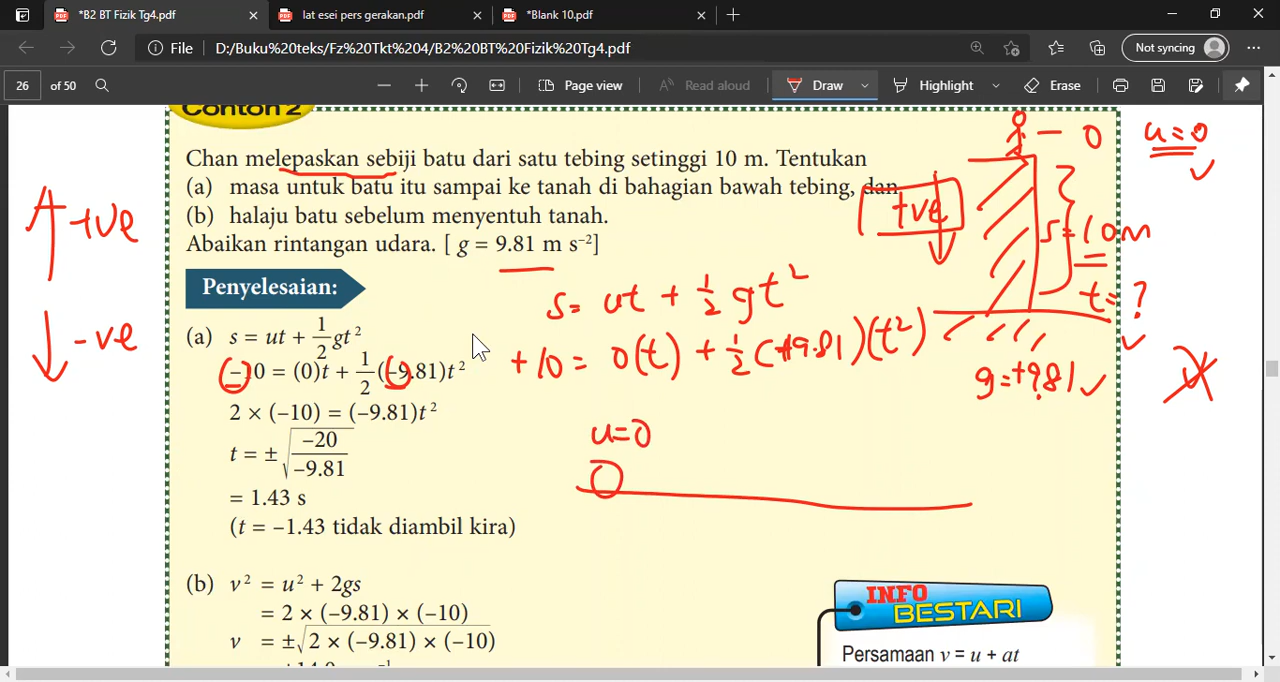 *B2 BT Fizik Tg4.pdf
lat esei pers gerakan.pdf
*Blank 10.pdf
File
D:/Buku%20teks/Fz%20Tkt%204/B2%20BT%20Fizik%20Tg4.pdf
Not syncing
26 of 50
Page view
Read aloud
Draw
Highlight
Erase
Contoh 2
Chan melepaskan sebiji batu dari satu tebing setinggi 10 m. Tentukan
(a) masa untuk batu itu sampai ke tanah di bahagian bawah tebing, dan
(b) halaju batu sebelum menyentuh tanah.
Abaikan rintangan udara. [ g = 9.81 m s⁻²]
Penyelesaian:
(a) s = ut + 1/2 gt²
−10 = (0)t + 1/2 (−9.81)t²
2 × (−10) = (−9.81)t²
t = ± √(−20/−9.81)
= 1.43 s
(t = −1.43 tidak diambil kira)
(b) v² = u² + 2gs
= 2 × (−9.81) × (−10)
v = ±√2 × (−9.81) × (−10)
+ve
-ve
s = ut + 1/2 gt²
+10 = 0(t) + 1/2 (+9.81)(t²)
u=0
0
u=0
+ve
s=10m
t=?
g=+9.81
INFO
BESTARI
Persamaan v = u + at